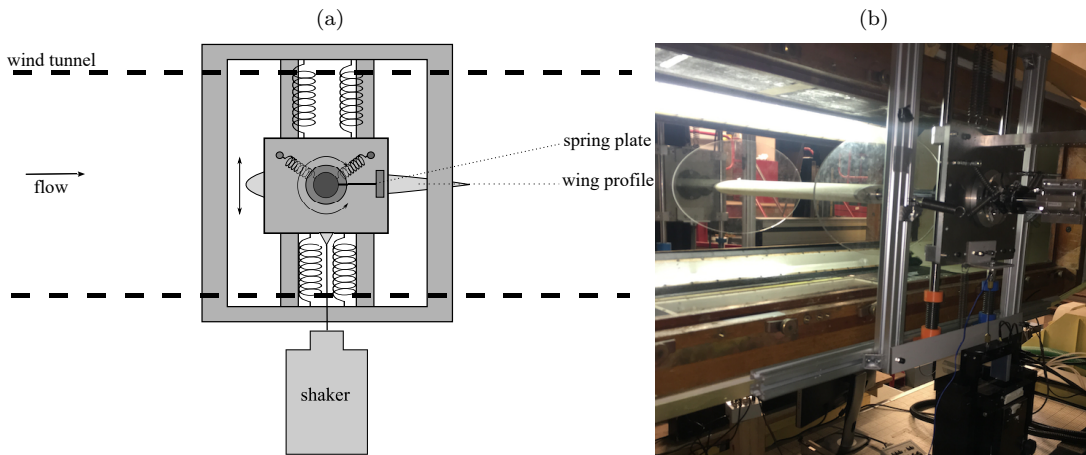 (a)
(b)
wind tunnel
spring plate
wing profile
flow
shaker